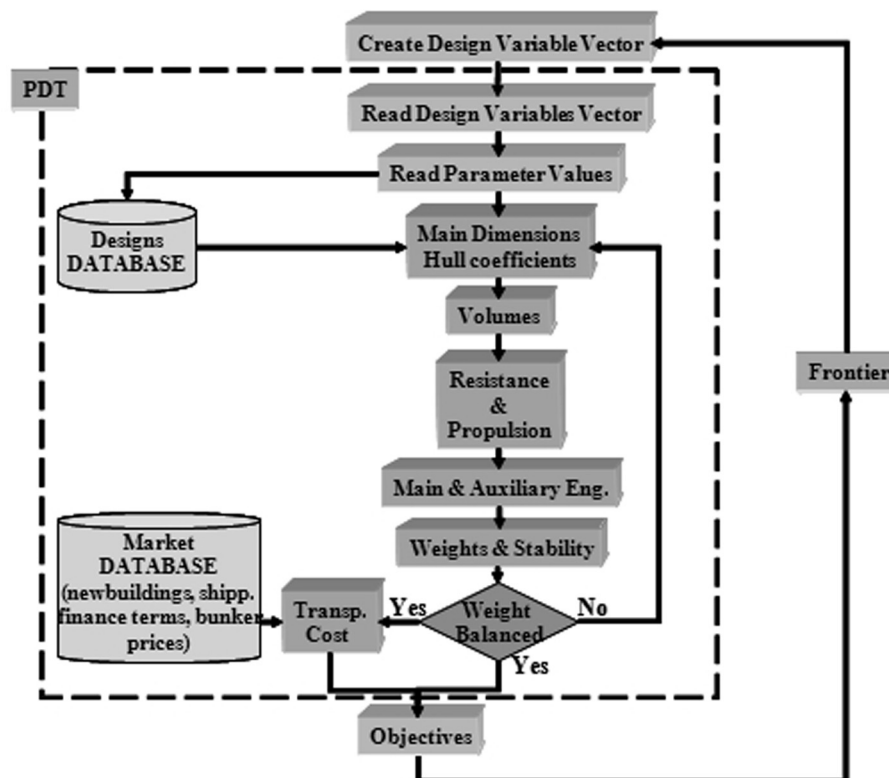 Create Design Variable Vector
PDT
Read Design Variables Vector
Read Parameter Values
Designs
DATABASE
Main Dimensions
Hull coefficients
Volumes
Resistance
&
Propulsion
Frontier
Main & Auxiliary Eng.
Weights & Stability
Market
DATABASE
(newbuildings, shipp.
finance terms, bunker
prices)
Transp.
Cost
Yes
Weight
Balanced
No
Yes
Objectives